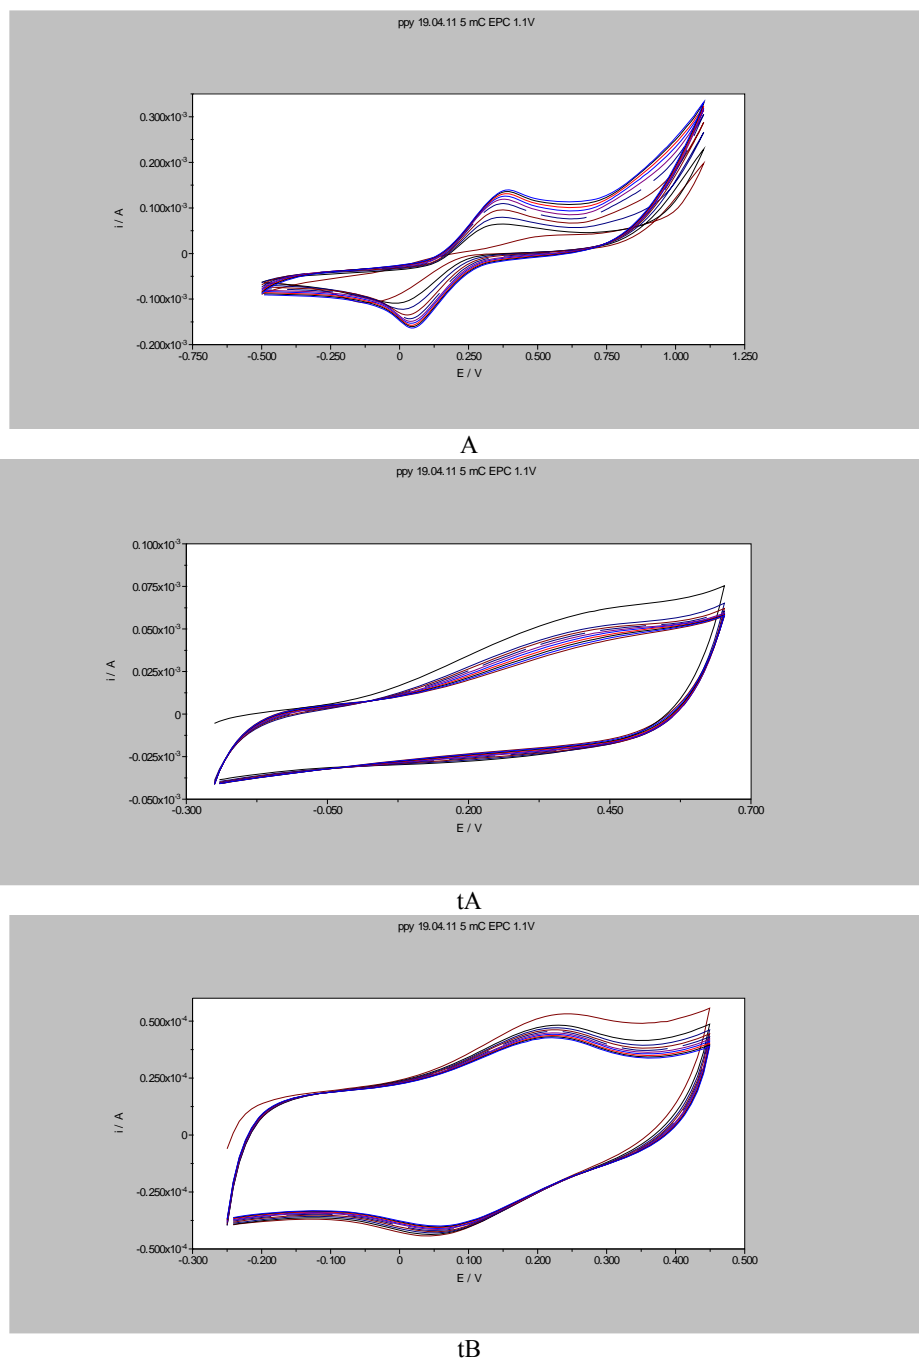 ppy 19.04.11 5 mC EPC 1.1V
0.300x10-3
0.200x10-3
0.100x10-3
0
-0.100x10-3
-0.200x10-3
i / A
-0.750 -0.500 -0.250 0 0.250 0.500 0.750 1.000 1.250
E / V
A
ppy 19.04.11 5 mC EPC 1.1V
0.100x10-3
0.075x10-3
0.050x10-3
0.025x10-3
0
-0.025x10-3
-0.050x10-3
i / A
-0.300 -0.050 0.200 0.450 0.700
E / V
tA
ppy 19.04.11 5 mC EPC 1.1V
0.500x10-4
0.250x10-4
0
-0.250x10-4
-0.500x10-4
i / A
-0.300 -0.200 -0.100 0 0.100 0.200 0.300 0.400 0.500
E / V
tB